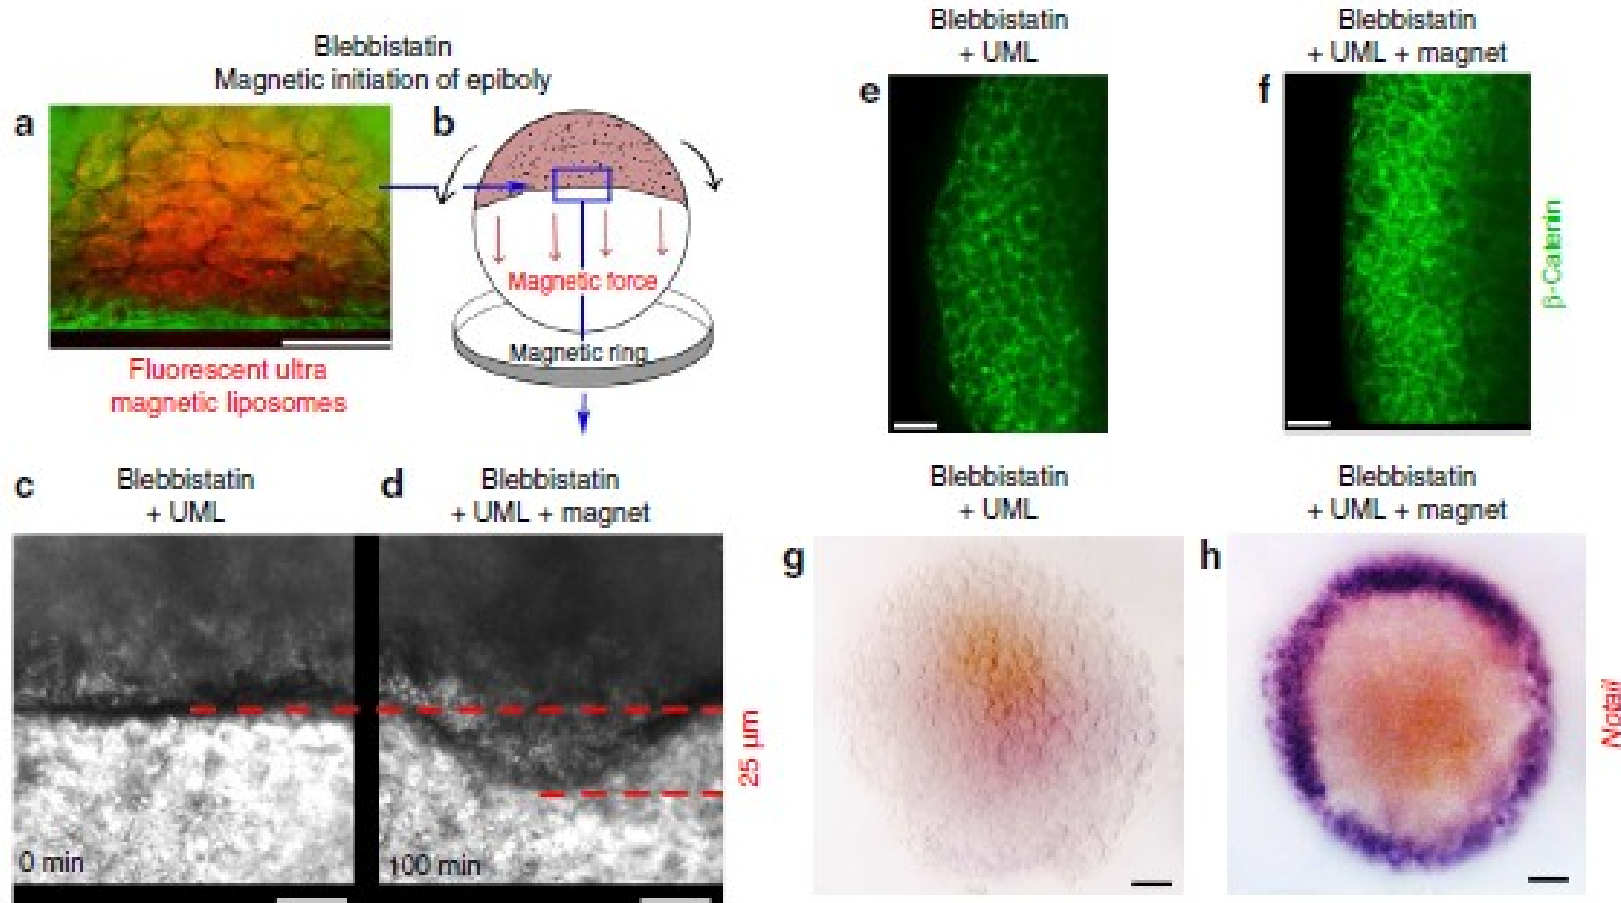 Blebbistatin
Magnetic initiation of epiboly
a
b
Magnetic force
Magnetic ring
Fluorescent ultra
magnetic liposomes
Blebbistatin
+ UML
e
Blebbistatin
+ UML + magnet
f
β-Catenin
c
Blebbistatin
+ UML
0 min
d
Blebbistatin
+ UML + magnet
100 min
25 µm
Blebbistatin
+ UML
g
Blebbistatin
+ UML + magnet
h
Notail